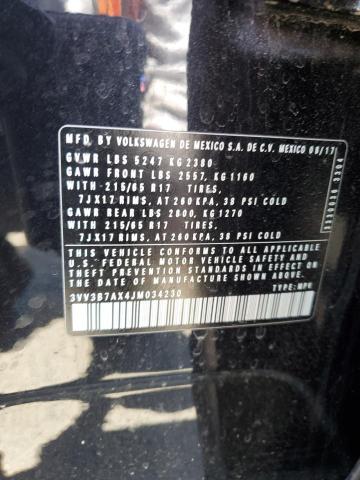 MFD. BY VOLKSWAGEN DE MEXICO S.A. DE C.V. MEXICO 09/17
GVWR LBS 5247 KG 2380
GAWR FRONT LBS 2557, KG 1160
WITH -215/65 R17 TIRES,
7JX17 RIMS, AT 260 KPA, 38 PSI COLD
GAWR REAR LBS 2800, KG 1270
WITH -215/65 R17 TIRES,
7JX17 RIMS, AT 260 KPA, 38 PSI COLD
THIS VEHICLE CONFORMS TO ALL APPLICABLE
U.S. FEDERAL MOTOR VEHICLE SAFETY AND
THEFT PREVENTION STANDARDS IN EFFECT ON
THE DATE OF MANUFACTURE SHOWN ABOVE.
3VV3B7AX4JM034230 TYPE: MPV